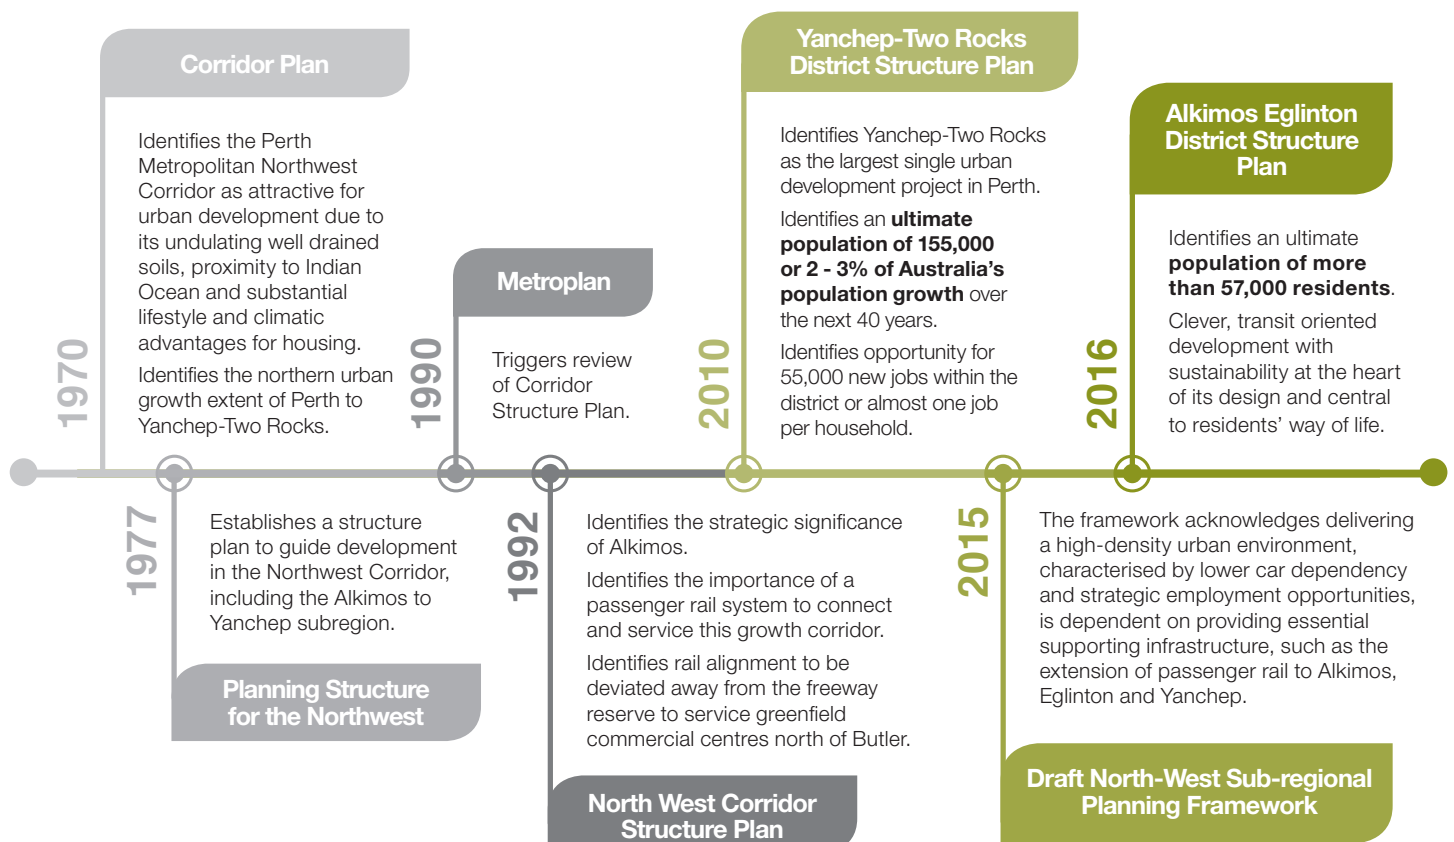 Corridor Plan
Identifies the Perth
Metropolitan Northwest
Corridor as attractive for
urban development due to
its undulating well drained
soils, proximity to Indian
Ocean and substantial
lifestyle and climatic
advantages for housing.
Identifies the northern urban
growth extent of Perth to
Yanchep-Two Rocks.
1970
1977
Establishes a structure
plan to guide development
in the Northwest Corridor,
including the Alkimos to
Yanchep subregion.
Planning Structure
for the Northwest
Metroplan
Triggers review
of Corridor
Structure Plan.
1990
1992
Identifies the strategic significance
of Alkimos.
Identifies the importance of a
passenger rail system to connect
and service this growth corridor.
Identifies rail alignment to be
deviated away from the freeway
reserve to service greenfield
commercial centres north of Butler.
North West Corridor
Structure Plan
Yanchep-Two Rocks
District Structure Plan
Identifies Yanchep-Two Rocks
as the largest single urban
development project in Perth.
Identifies an ultimate
population of 155,000
or 2 - 3% of Australia's
population growth over
the next 40 years.
Identifies opportunity for
55,000 new jobs within the
district or almost one job
per household.
2010
2015
The framework acknowledges delivering
a high-density urban environment,
characterised by lower car dependency
and strategic employment opportunities,
is dependent on providing essential
supporting infrastructure, such as the
extension of passenger rail to Alkimos,
Eglinton and Yanchep.
Draft North-West Sub-regional
Planning Framework
Alkimos Eglinton
District Structure
Plan
Identifies an ultimate
population of more
than 57,000 residents.
Clever, transit oriented
development with
sustainability at the heart
of its design and central
to residents' way of life.
2016